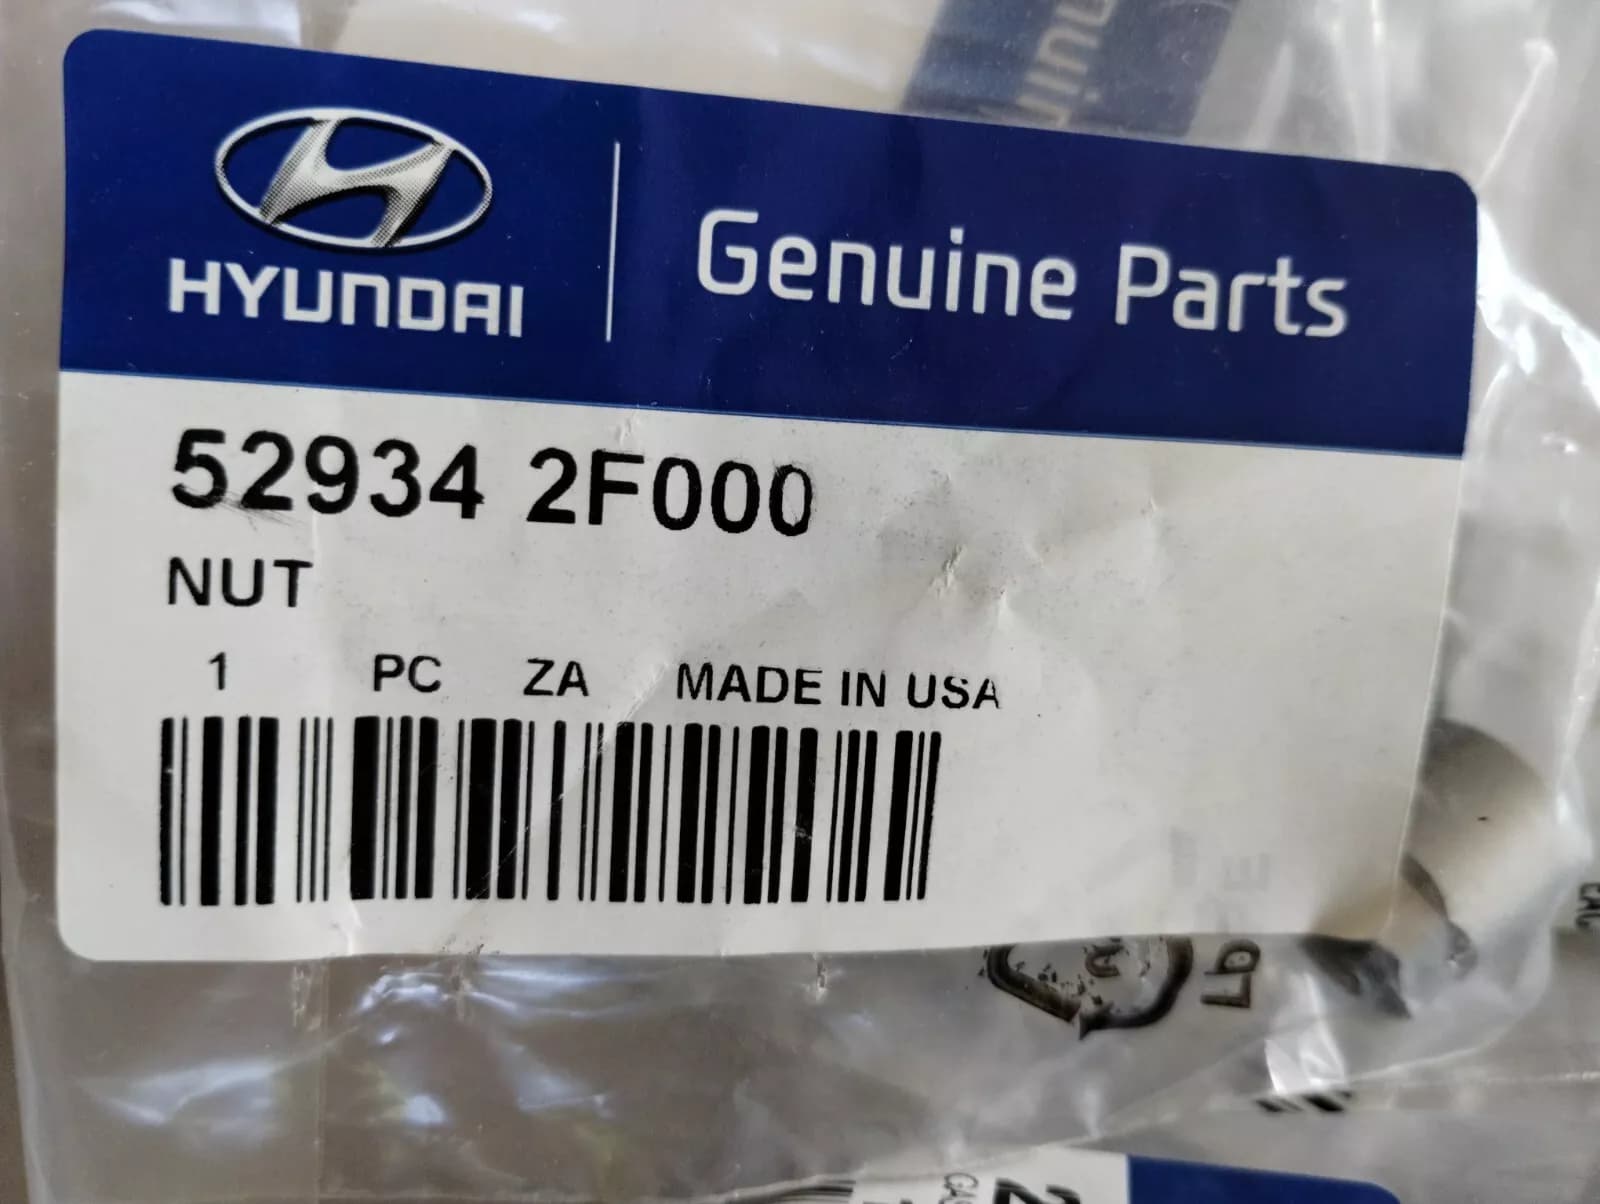 HYUNDAI
Genuine Parts
52934 2F000
NUT
1 PC ZA MADE IN USA